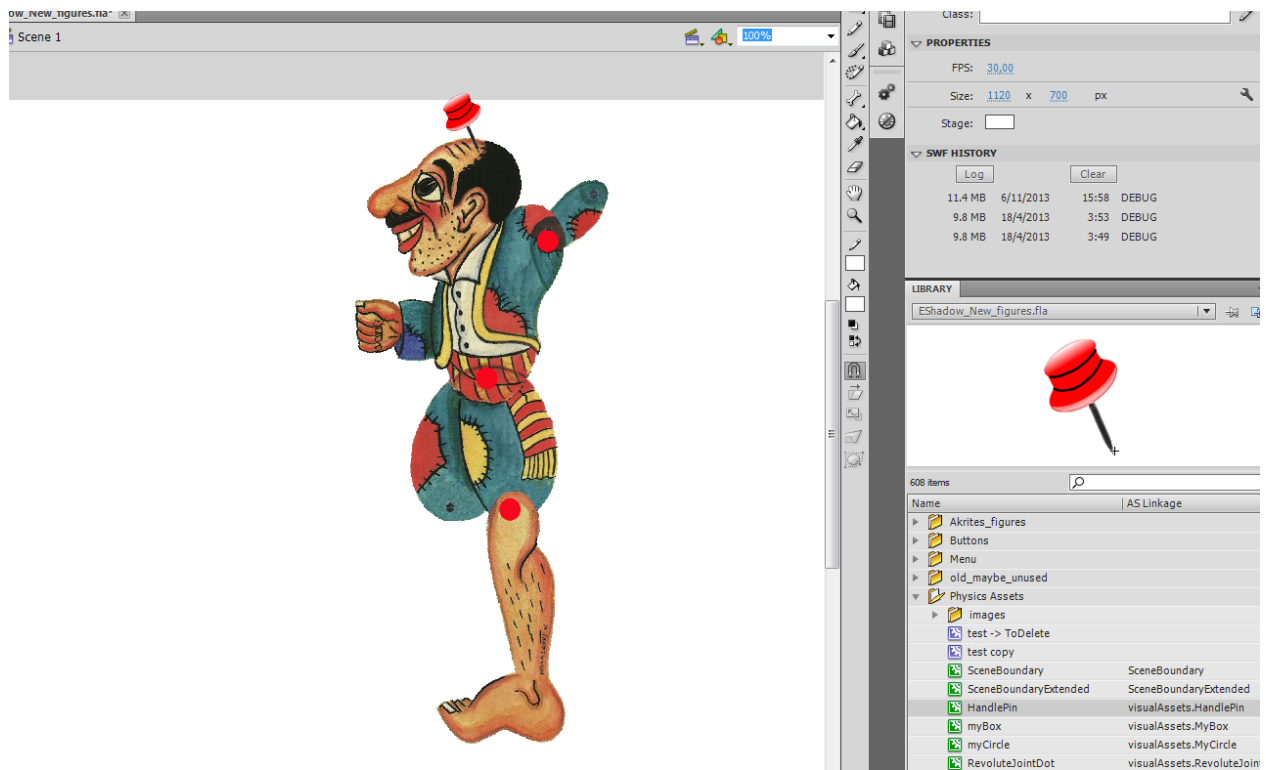 Scene 1
100%
Class:
PROPERTIES
FPS: 30,00
Size: 1120 x 700 px
Stage:
SWF HISTORY
Log Clear
11.4 MB 6/11/2013 15:58 DEBUG
9.8 MB 18/4/2013 3:53 DEBUG
9.8 MB 18/4/2013 3:49 DEBUG
LIBRARY
EShadow_New_figures.fla
608 items
Name AS Linkage
Akrites_figures
Buttons
Menu
old_maybe_unused
Physics Assets
images
test -> ToDelete
test copy
SceneBoundary SceneBoundary
SceneBoundaryExtended SceneBoundaryExtended
HandlePin visualAssets.HandlePin
myBox visualAssets.MyBox
myCircle visualAssets.MyCircle
RevoluteJointDot